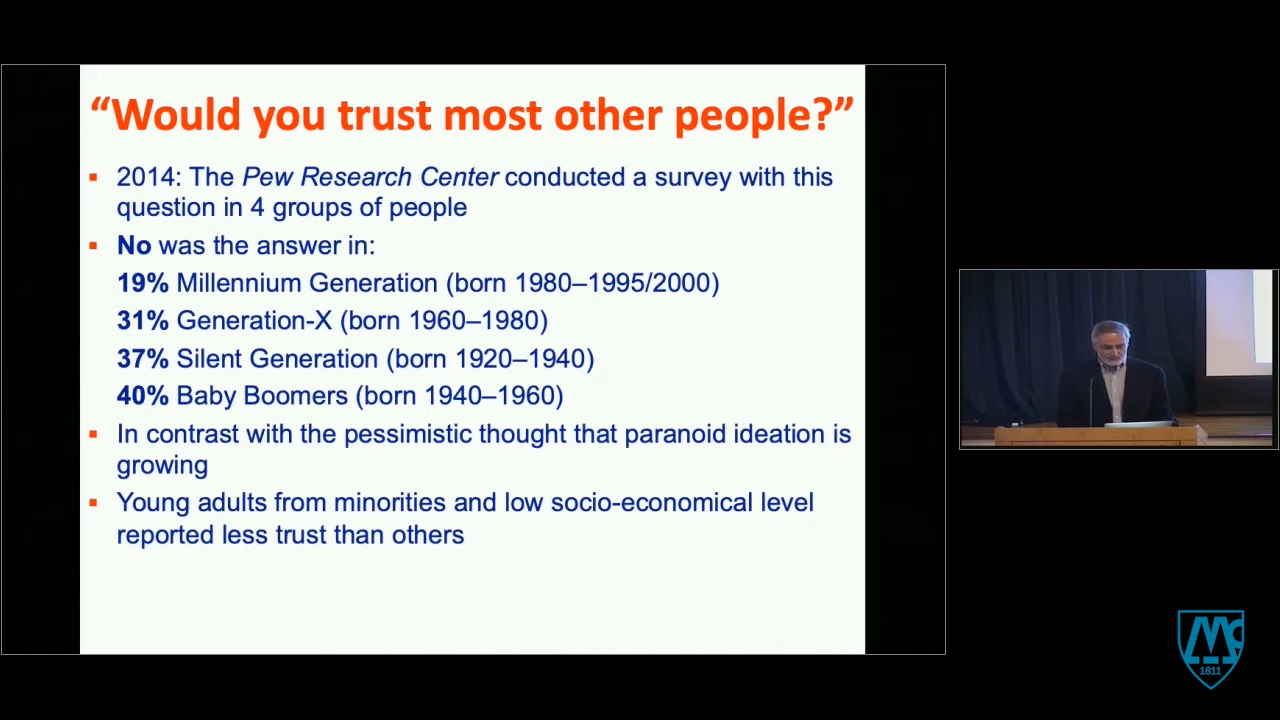 “Would you trust most other people?”
▪ 2014: The Pew Research Center conducted a survey with this
question in 4 groups of people
▪ No was the answer in:
19% Millennium Generation (born 1980–1995/2000)
31% Generation-X (born 1960–1980)
37% Silent Generation (born 1920–1940)
40% Baby Boomers (born 1940–1960)
▪ In contrast with the pessimistic thought that paranoid ideation is
growing
▪ Young adults from minorities and low socio-economical level
reported less trust than others
1811